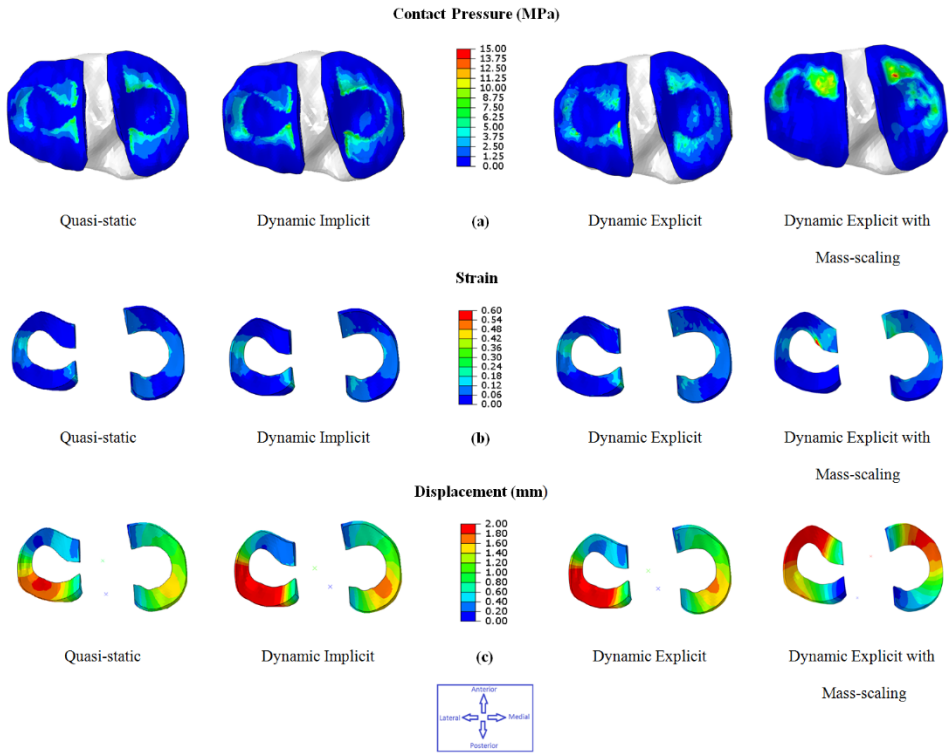 Contact Pressure (MPa)
15.00
13.75
12.50
11.25
10.00
8.75
7.50
6.25
5.00
3.75
2.50
1.25
0.00
Quasi-static
Dynamic Implicit
(a)
Dynamic Explicit
Dynamic Explicit with
Mass-scaling
Strain
0.60
0.54
0.48
0.42
0.36
0.30
0.24
0.18
0.12
0.06
0.00
Quasi-static
Dynamic Implicit
(b)
Dynamic Explicit
Dynamic Explicit with
Mass-scaling
Displacement (mm)
2.00
1.80
1.60
1.40
1.20
1.00
0.80
0.60
0.40
0.20
0.00
Quasi-static
Dynamic Implicit
(c)
Dynamic Explicit
Dynamic Explicit with
Mass-scaling
Anterior
Lateral
Medial
Posterior